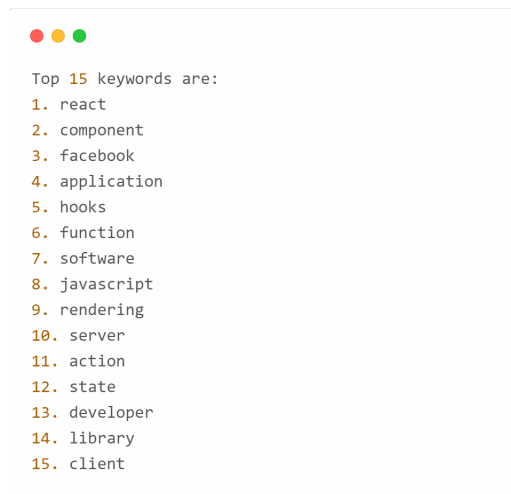 Top 15 keywords are:
1. react
2. component
3. facebook
4. application
5. hooks
6. function
7. software
8. javascript
9. rendering
10. server
11. action
12. state
13. developer
14. library
15. client